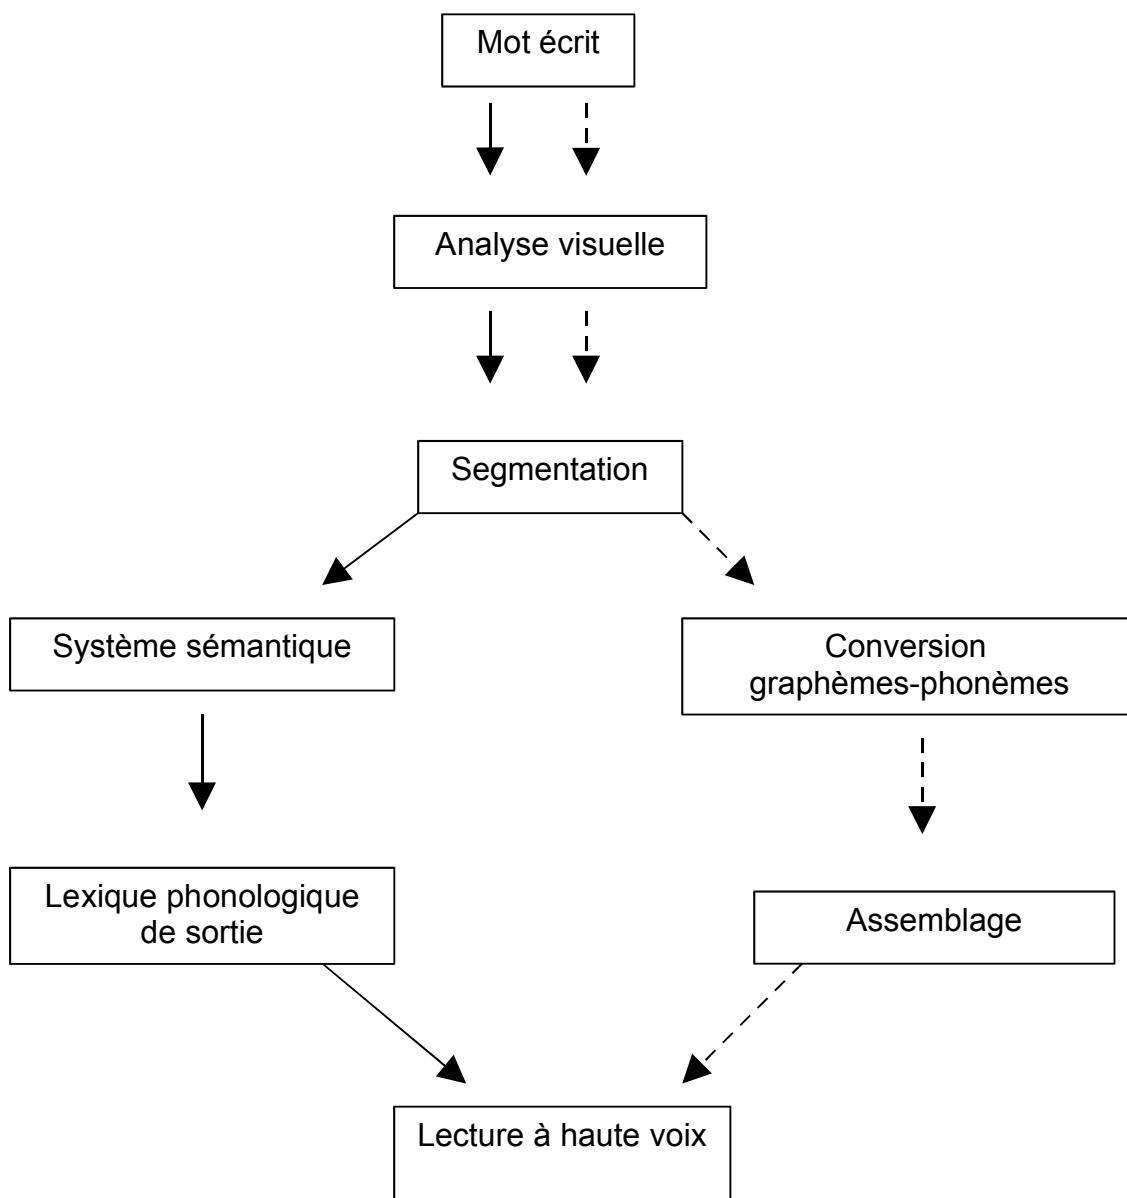 Mot écrit
Analyse visuelle
Segmentation
Système sémantique
Conversion
graphèmes-phonèmes
Lexique phonologique
de sortie
Assemblage
Lecture à haute voix